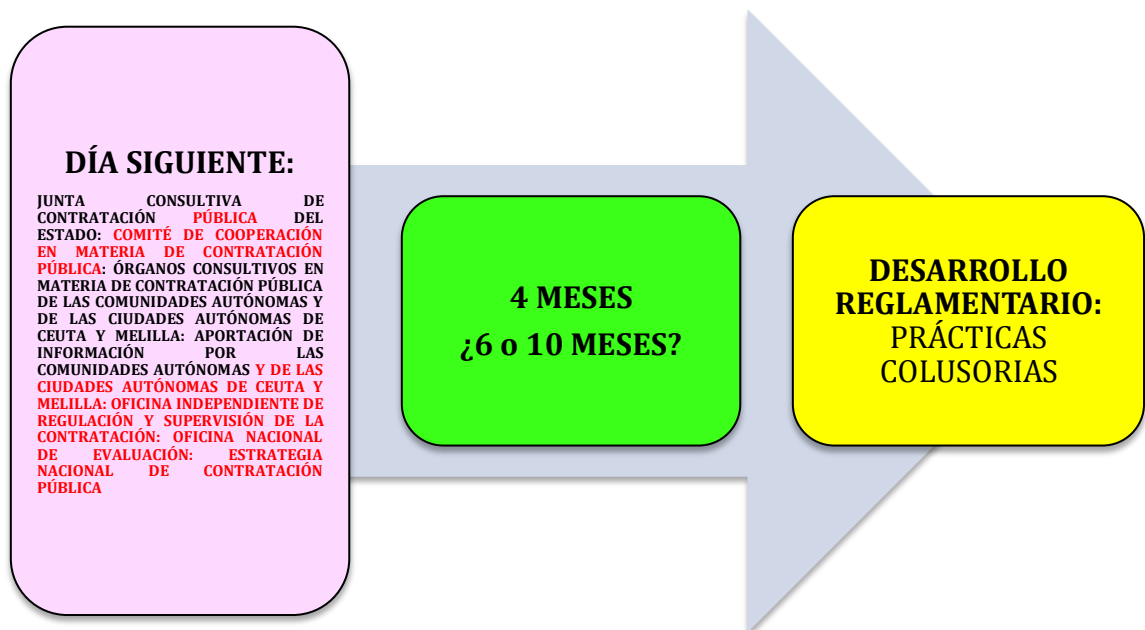 DÍA SIGUIENTE:
JUNTA CONSULTIVA DE
CONTRATACIÓN PÚBLICA DEL
ESTADO: COMITÉ DE COOPERACIÓN
EN MATERIA DE CONTRATACIÓN
PÚBLICA: ÓRGANOS CONSULTIVOS EN
MATERIA DE CONTRATACIÓN PÚBLICA
DE LAS COMUNIDADES AUTÓNOMAS Y
DE LAS CIUDADES AUTÓNOMAS DE
CEUTA Y MELILLA: APORTACIÓN DE
INFORMACIÓN POR LAS
COMUNIDADES AUTÓNOMAS Y DE LAS
CIUDADES AUTÓNOMAS DE CEUTA Y
MELILLA: OFICINA INDEPENDIENTE DE
REGULACIÓN Y SUPERVISIÓN DE LA
CONTRATACIÓN: OFICINA NACIONAL
DE EVALUACIÓN: ESTRATEGIA
NACIONAL DE CONTRATACIÓN
PÚBLICA
4 MESES
¿6 o 10 MESES?
DESARROLLO
REGLAMENTARIO:
PRÁCTICAS
COLUSORIAS